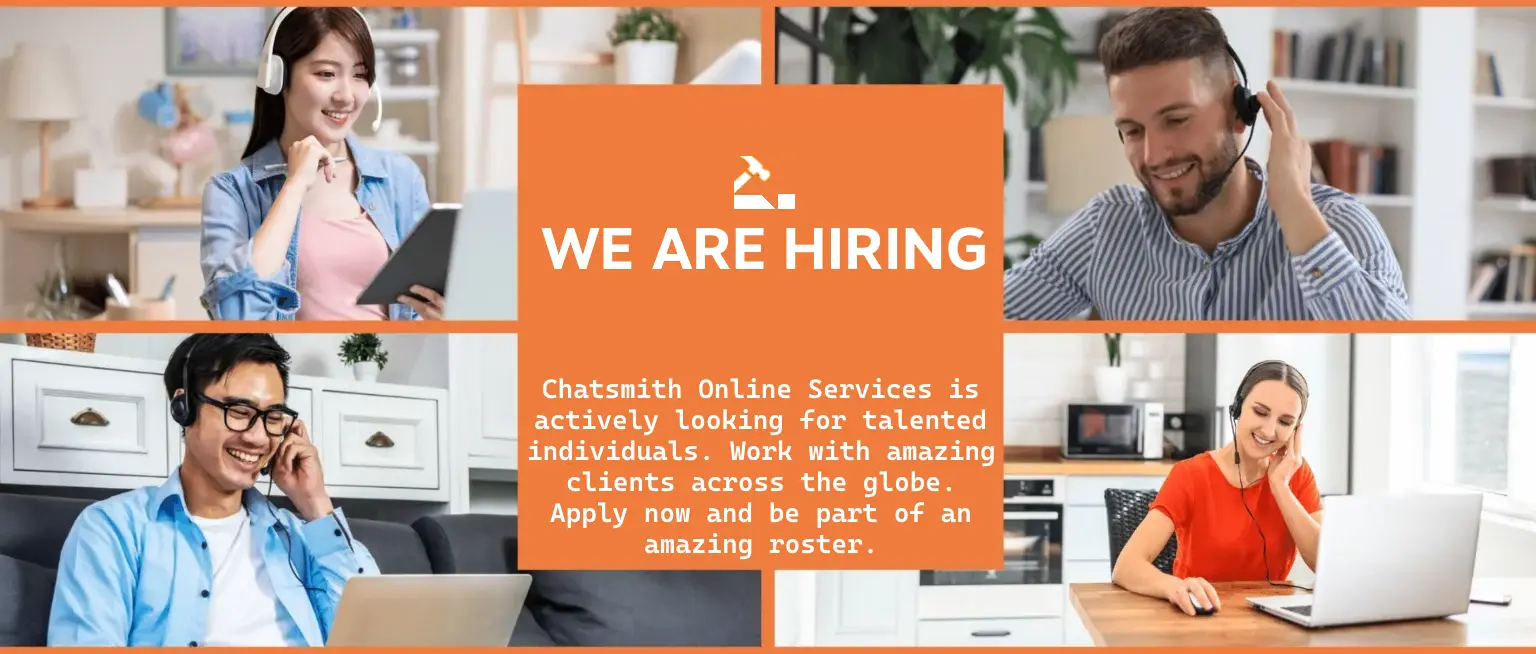 WE ARE HIRING
Chatsmith Online Services is
actively looking for talented
individuals. Work with amazing
clients across the globe.
Apply now and be part of an
amazing roster.